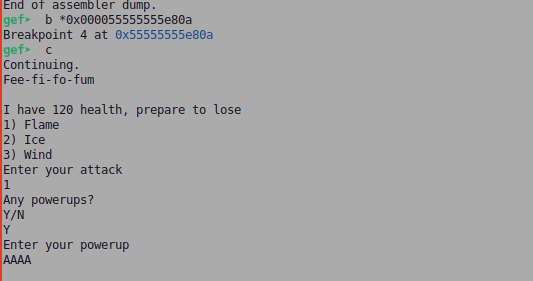 End of assembler dump.
gef➤  b *0x000055555555e80a
Breakpoint 4 at 0x55555555e80a
gef➤  c
Continuing.
Fee-fi-fo-fum

I have 120 health, prepare to lose
1) Flame
2) Ice
3) Wind
Enter your attack
1
Any powerups?
Y/N
Y
Enter your powerup
AAAA